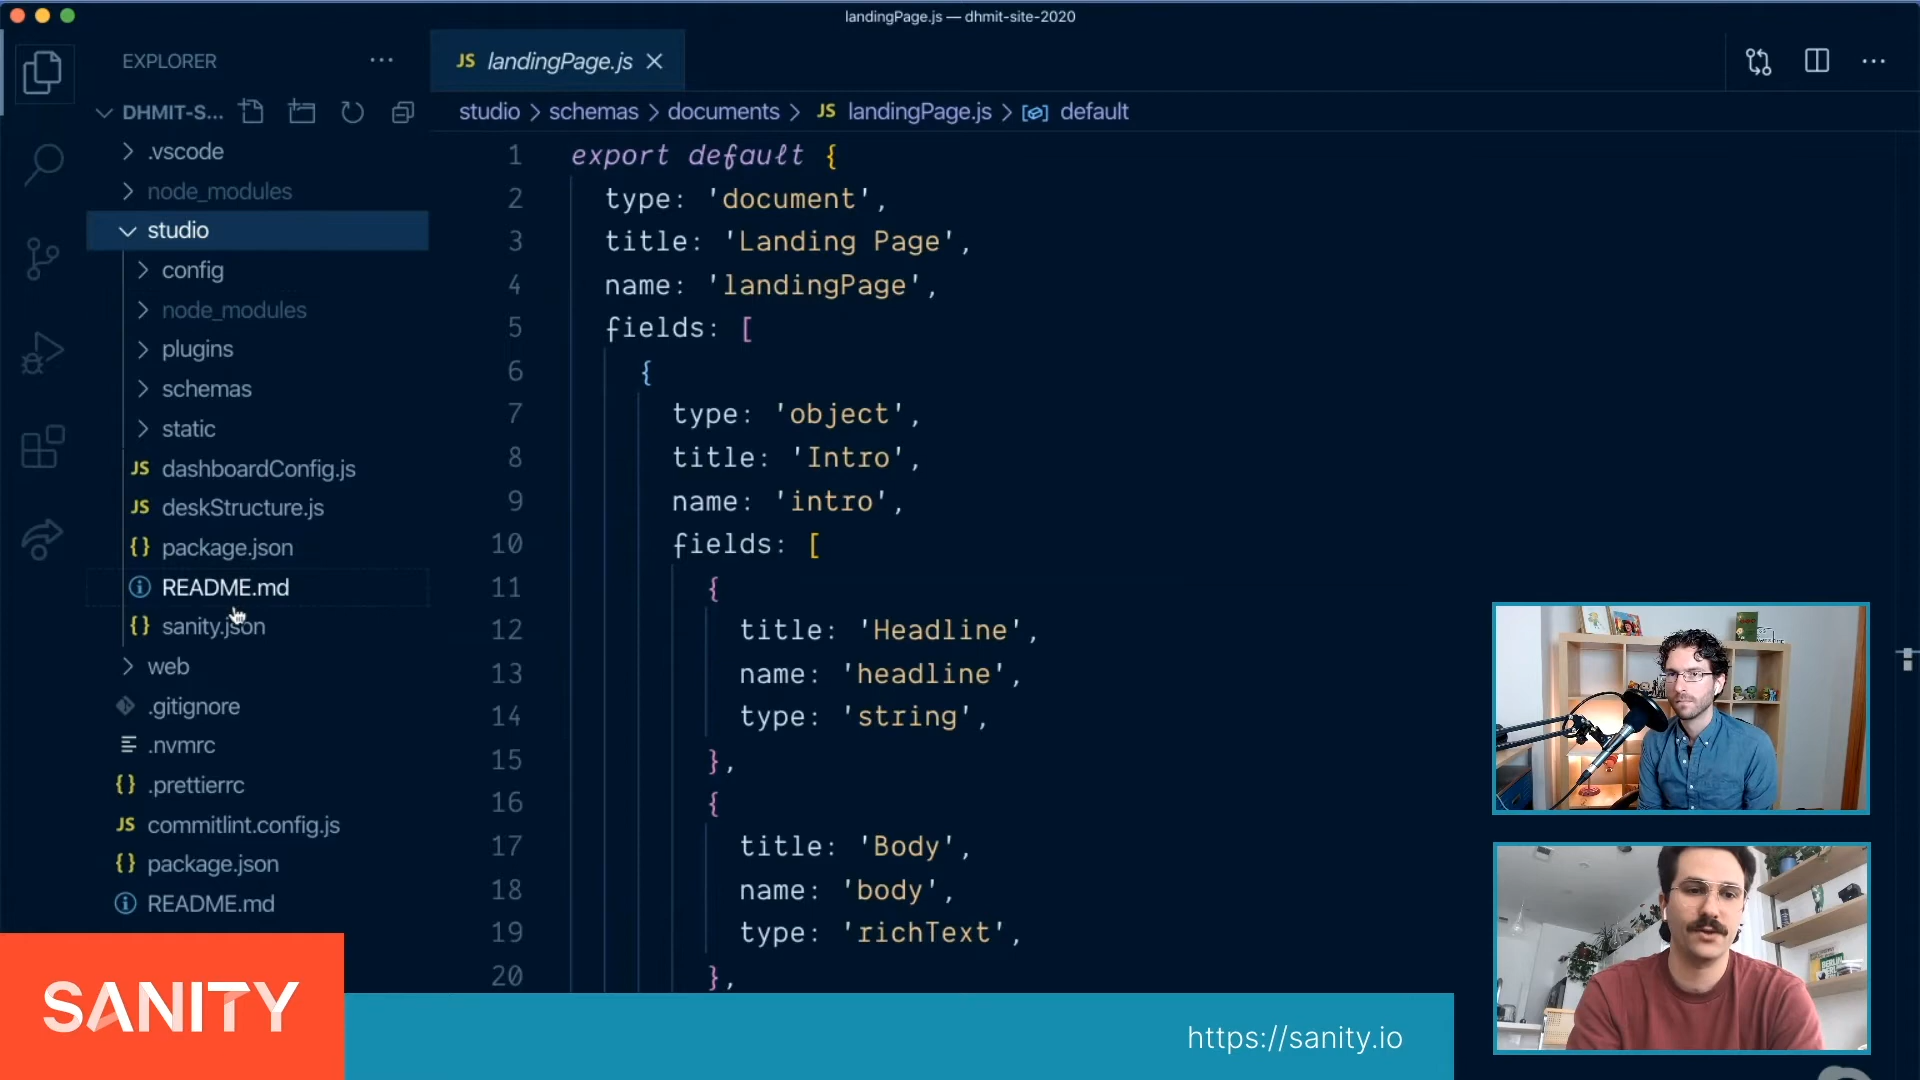 landingPage.js — dhmit-site-2020
EXPLORER
JS landingPage.js
DHMIT-S...
studio > schemas > documents > JS landingPage.js > default
.vscode
node_modules
studio
config
node_modules
plugins
schemas
static
JS dashboardConfig.js
JS deskStructure.js
{} package.json
README.md
{} sanity.json
web
.gitignore
.nvmrc
{} .prettierrc
JS commitlint.config.js
{} package.json
README.md
1 export default {
2 type: 'document',
3 title: 'Landing Page',
4 name: 'landingPage',
5 fields: [
6 {
7 type: 'object',
8 title: 'Intro',
9 name: 'intro',
10 fields: [
11 {
12 title: 'Headline',
13 name: 'headline',
14 type: 'string',
15 },
16 {
17 title: 'Body',
18 name: 'body',
19 type: 'richText',
20 },
SANITY
https://sanity.io